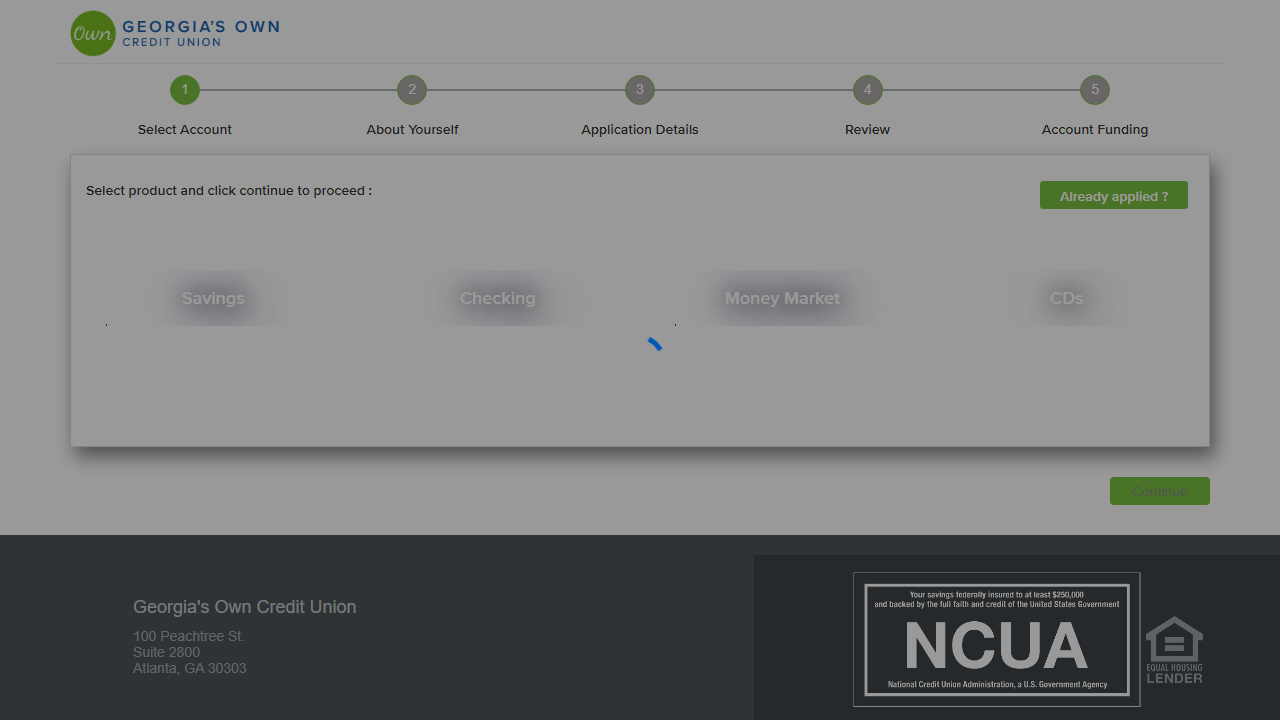 Own
GEORGIA'S OWN
CREDIT UNION
1 2 3 4 5
Select Account About Yourself Application Details Review Account Funding
Select product and click continue to proceed :
Already applied ?
Savings Checking Money Market CDs
Continue
Georgia's Own Credit Union
100 Peachtree St.
Suite 2800
Atlanta, GA 30303
Your savings federally insured to at least $250,000
and backed by the full faith and credit of the United States Government
NCUA
National Credit Union Administration, a U.S. Government Agency
EQUAL HOUSING
LENDER